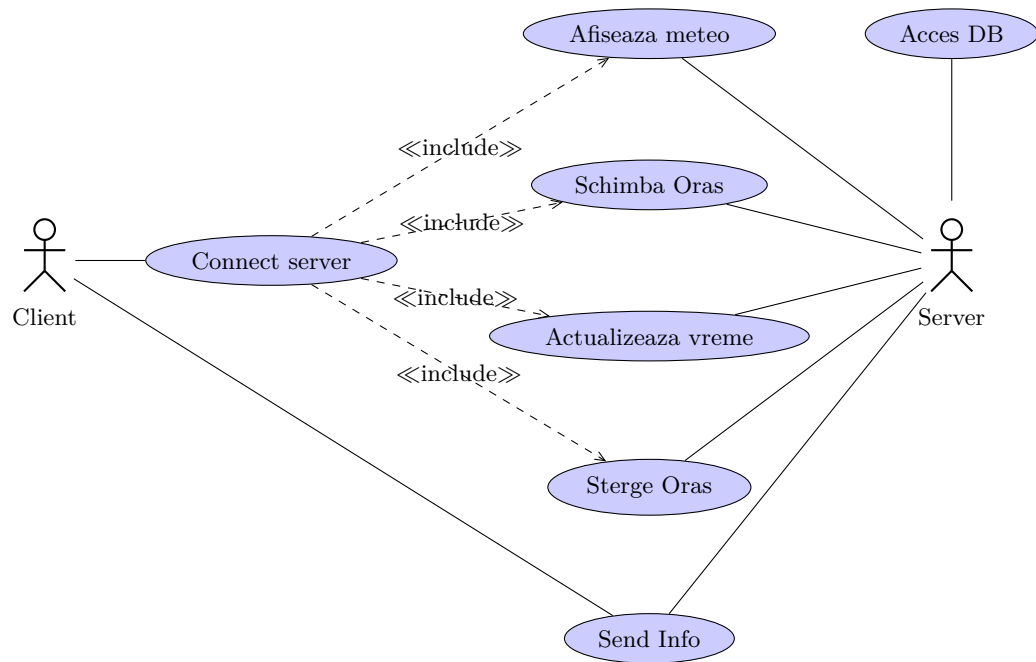 Afiseaza meteo
Acces DB
≪include≫
Schimba Oras
≪include≫
Connect server
≪include≫
Client
Server
Actualizeaza vreme
≪include≫
Sterge Oras
Send Info